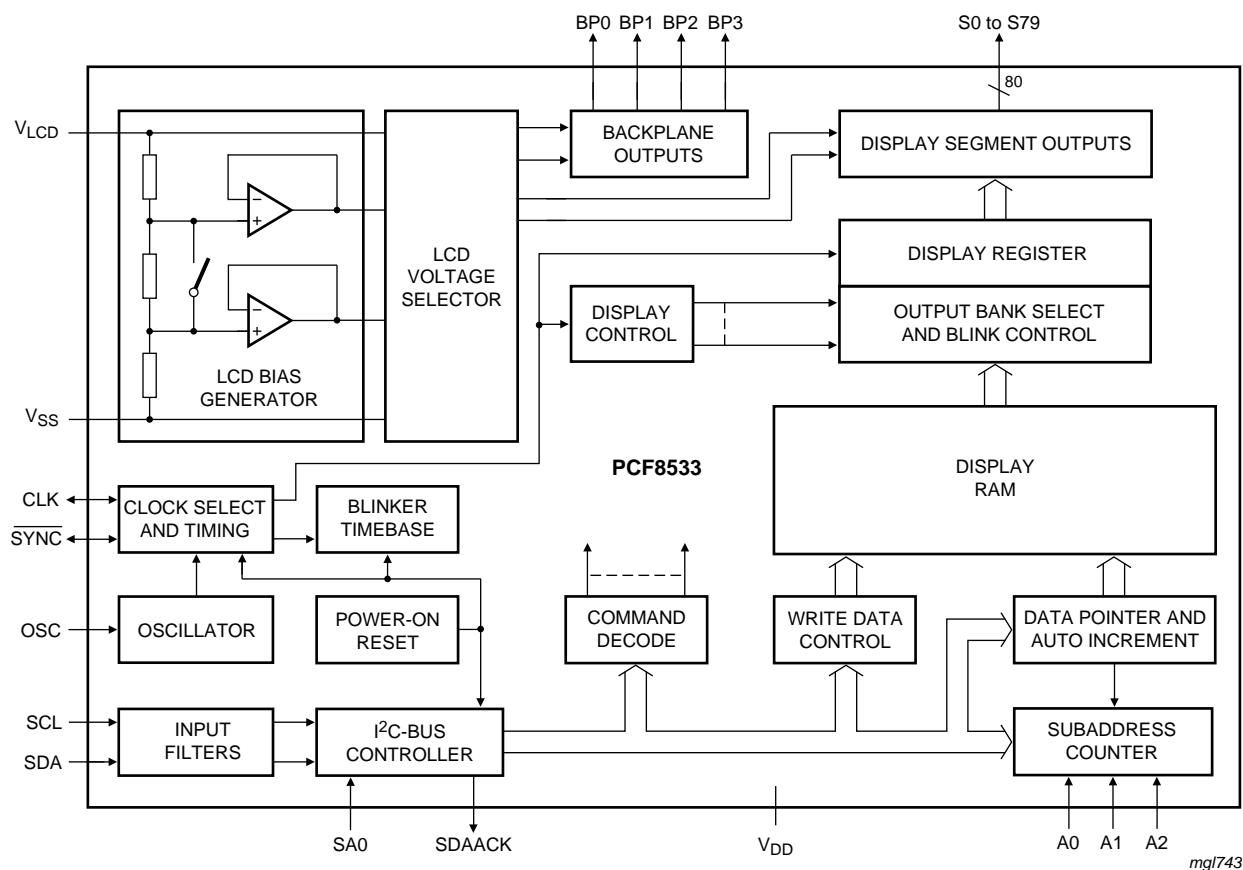 BP0 BP1 BP2 BP3 S0 to S79
80
VLCD
BACKPLANE
OUTPUTS
DISPLAY SEGMENT OUTPUTS
−
+
LCD
VOLTAGE
SELECTOR
DISPLAY REGISTER
−
+
DISPLAY
CONTROL
OUTPUT BANK SELECT
AND BLINK CONTROL
LCD BIAS
GENERATOR
VSS
PCF8533
DISPLAY
RAM
CLK
SYNC
CLOCK SELECT
AND TIMING
BLINKER
TIMEBASE
OSC
OSCILLATOR
POWER-ON
RESET
COMMAND
DECODE
WRITE DATA
CONTROL
DATA POINTER AND
AUTO INCREMENT
SCL
SDA
INPUT
FILTERS
I2C-BUS
CONTROLLER
SUBADDRESS
COUNTER
SA0 SDAACK VDD A0 A1 A2
mgl743